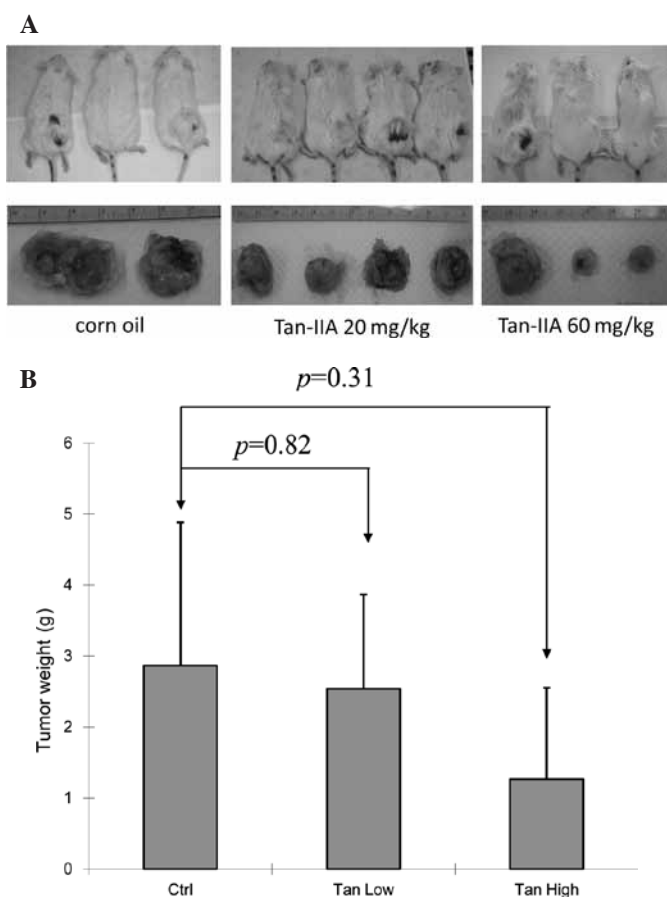 A
corn oil
Tan-IIA 20 mg/kg
Tan-IIA 60 mg/kg
B
p=0.31
p=0.82
6
5
4
3
2
1
0
Tumor weight (g)
Ctrl
Tan Low
Tan High